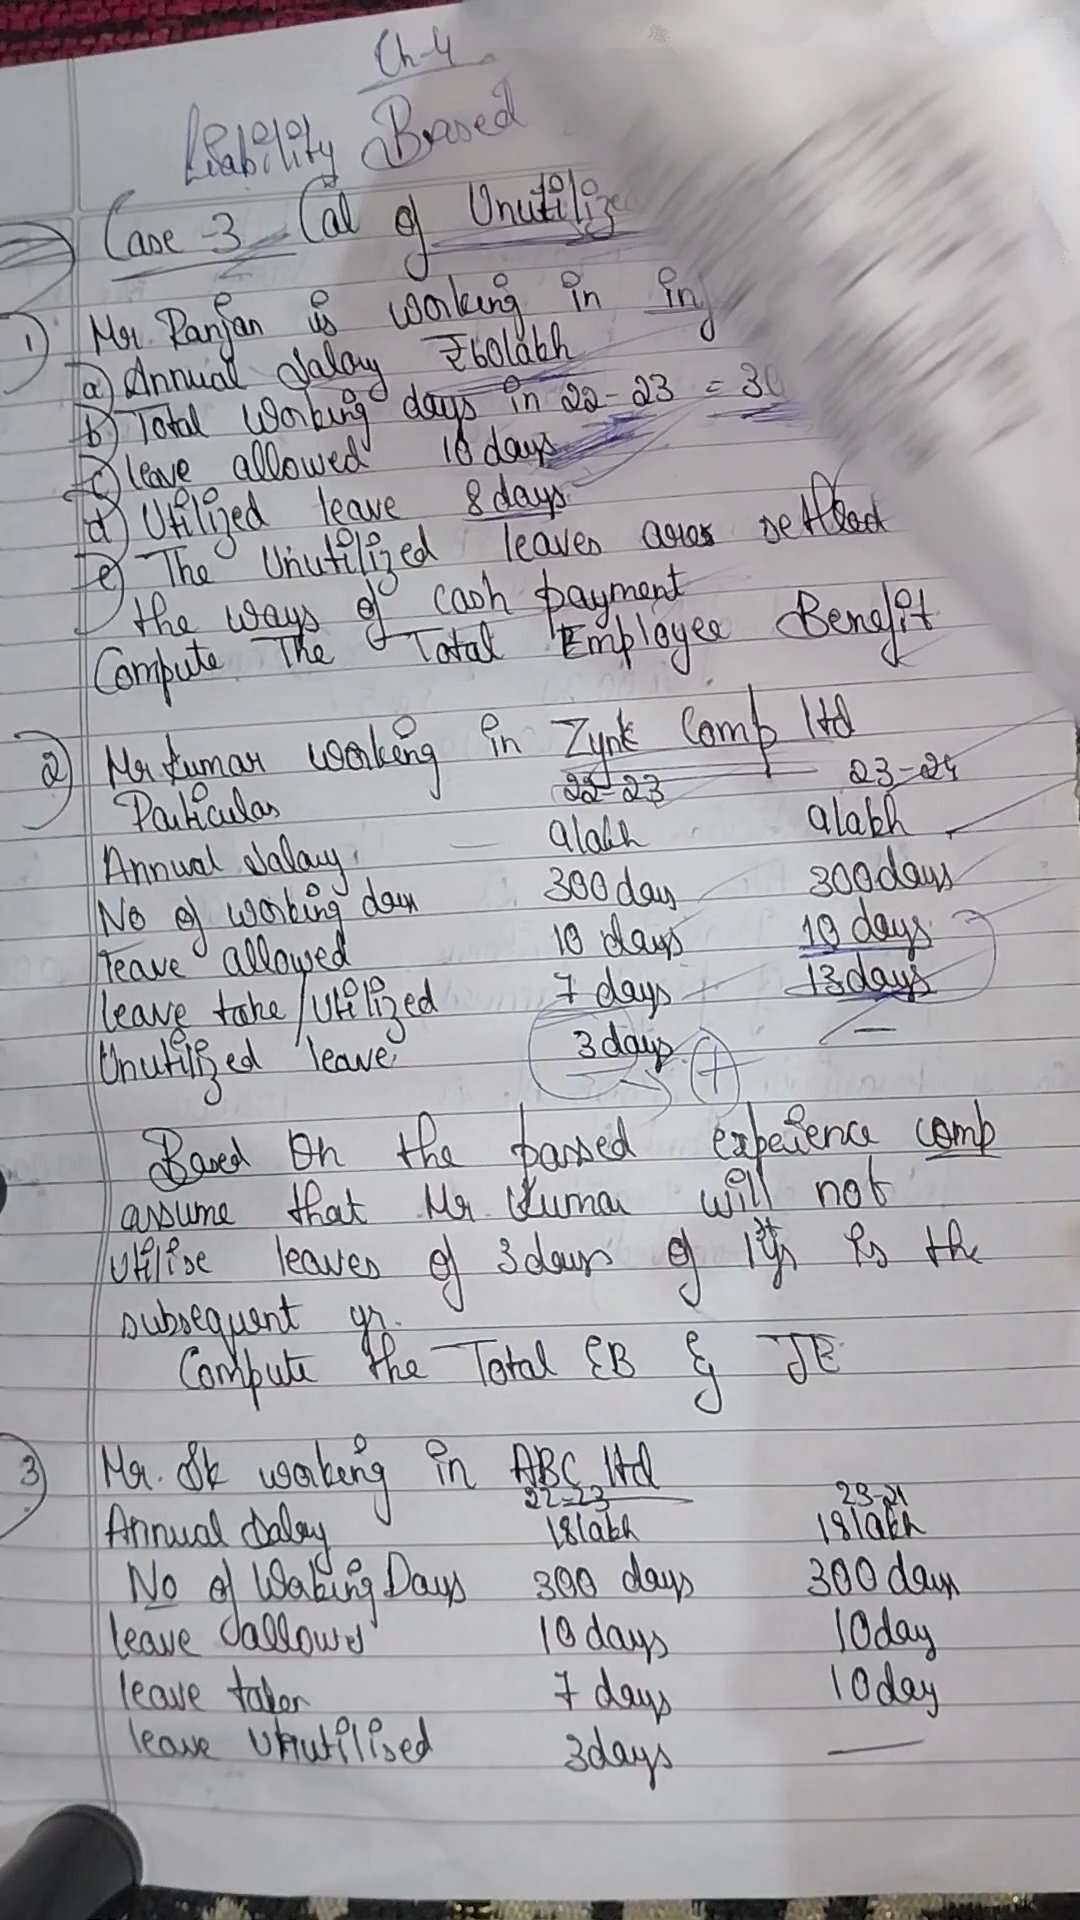 Ch-4
Liability Based
Case -3 Cal of Unutilized
1) Mr. Ranjan is working in in
a) Annual Salary ₹60lakh
b) Total working days in 22-23 = 30
c) leave allowed 10 days
d) Utilized leave 8 days
e) The Unutilized leaves are settled
the ways of cash payment
Compute The Total Employee Benefit
2) Mr Kumar working in Zynk Comp ltd
Particulas 22-23 23-24
Annual Salary 9lakh 9lakh
No of working days 300 days 300 days
leave allowed 10 days 10 days
leave take/Utilized 7 days 13 days
Unutilized leave 3 days. + —
Based On the passed expeience comp
assume that Mr. Kumar will not
Utilise leaves of 3 days of 1st yr is the
subsequent yr.
Compute the Total EB & JE
3) Mr. Sk working in ABC ltd
22-23 23-24
Annual Salay 18lakh 18lakh
No of Waking Days 300 days 300 days
leave allowed 10 days 10 day
leave taken 7 days 10 day
leave Unutilised 3 days —